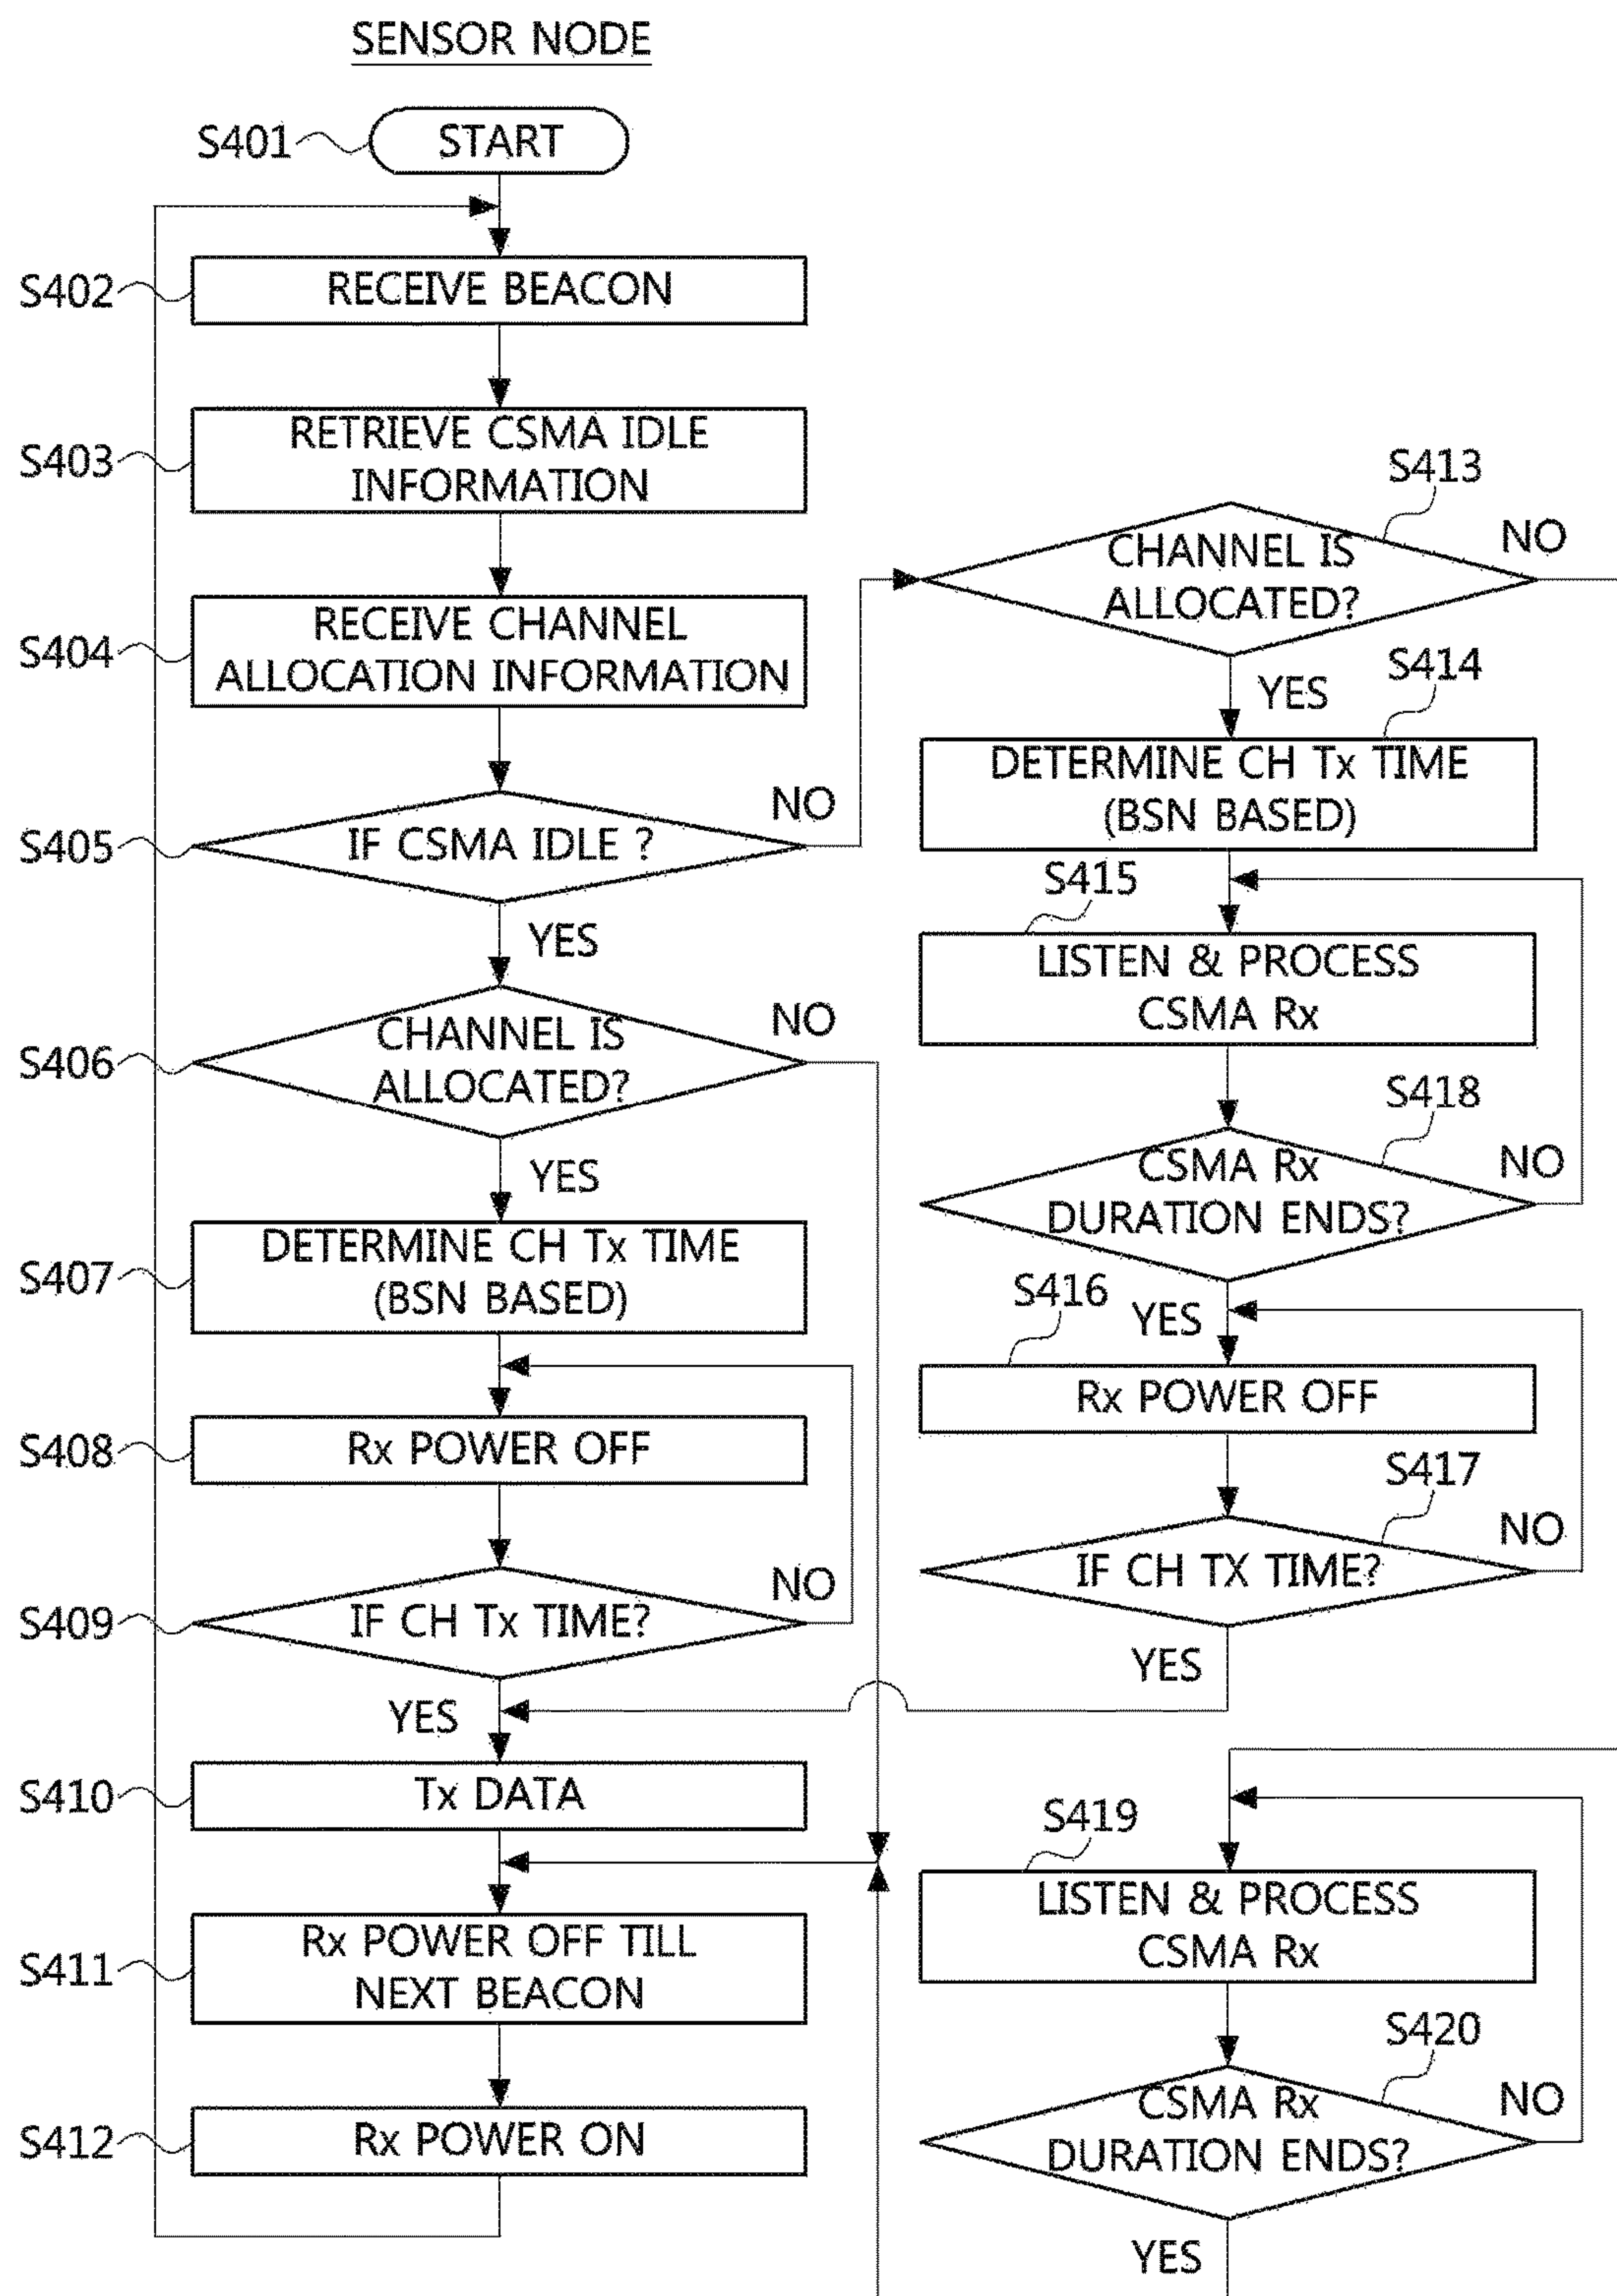 SENSOR NODE
S401
START
S402
RECEIVE BEACON
S403
RETRIEVE CSMA IDLE
INFORMATION
S404
RECEIVE CHANNEL
ALLOCATION INFORMATION
S405
IF CSMA IDLE ?
NO
YES
S406
CHANNEL IS
ALLOCATED?
NO
YES
S407
DETERMINE CH Tx TIME
(BSN BASED)
S408
Rx POWER OFF
S409
IF CH Tx TIME?
NO
YES
S410
Tx DATA
S411
Rx POWER OFF TILL
NEXT BEACON
S412
Rx POWER ON
S413
CHANNEL IS
ALLOCATED?
NO
YES
S414
DETERMINE CH Tx TIME
(BSN BASED)
S415
LISTEN & PROCESS
CSMA Rx
S418
CSMA Rx
DURATION ENDS?
NO
YES
S416
Rx POWER OFF
S417
IF CH TX TIME?
NO
YES
S419
LISTEN & PROCESS
CSMA Rx
S420
CSMA Rx
DURATION ENDS?
NO
YES